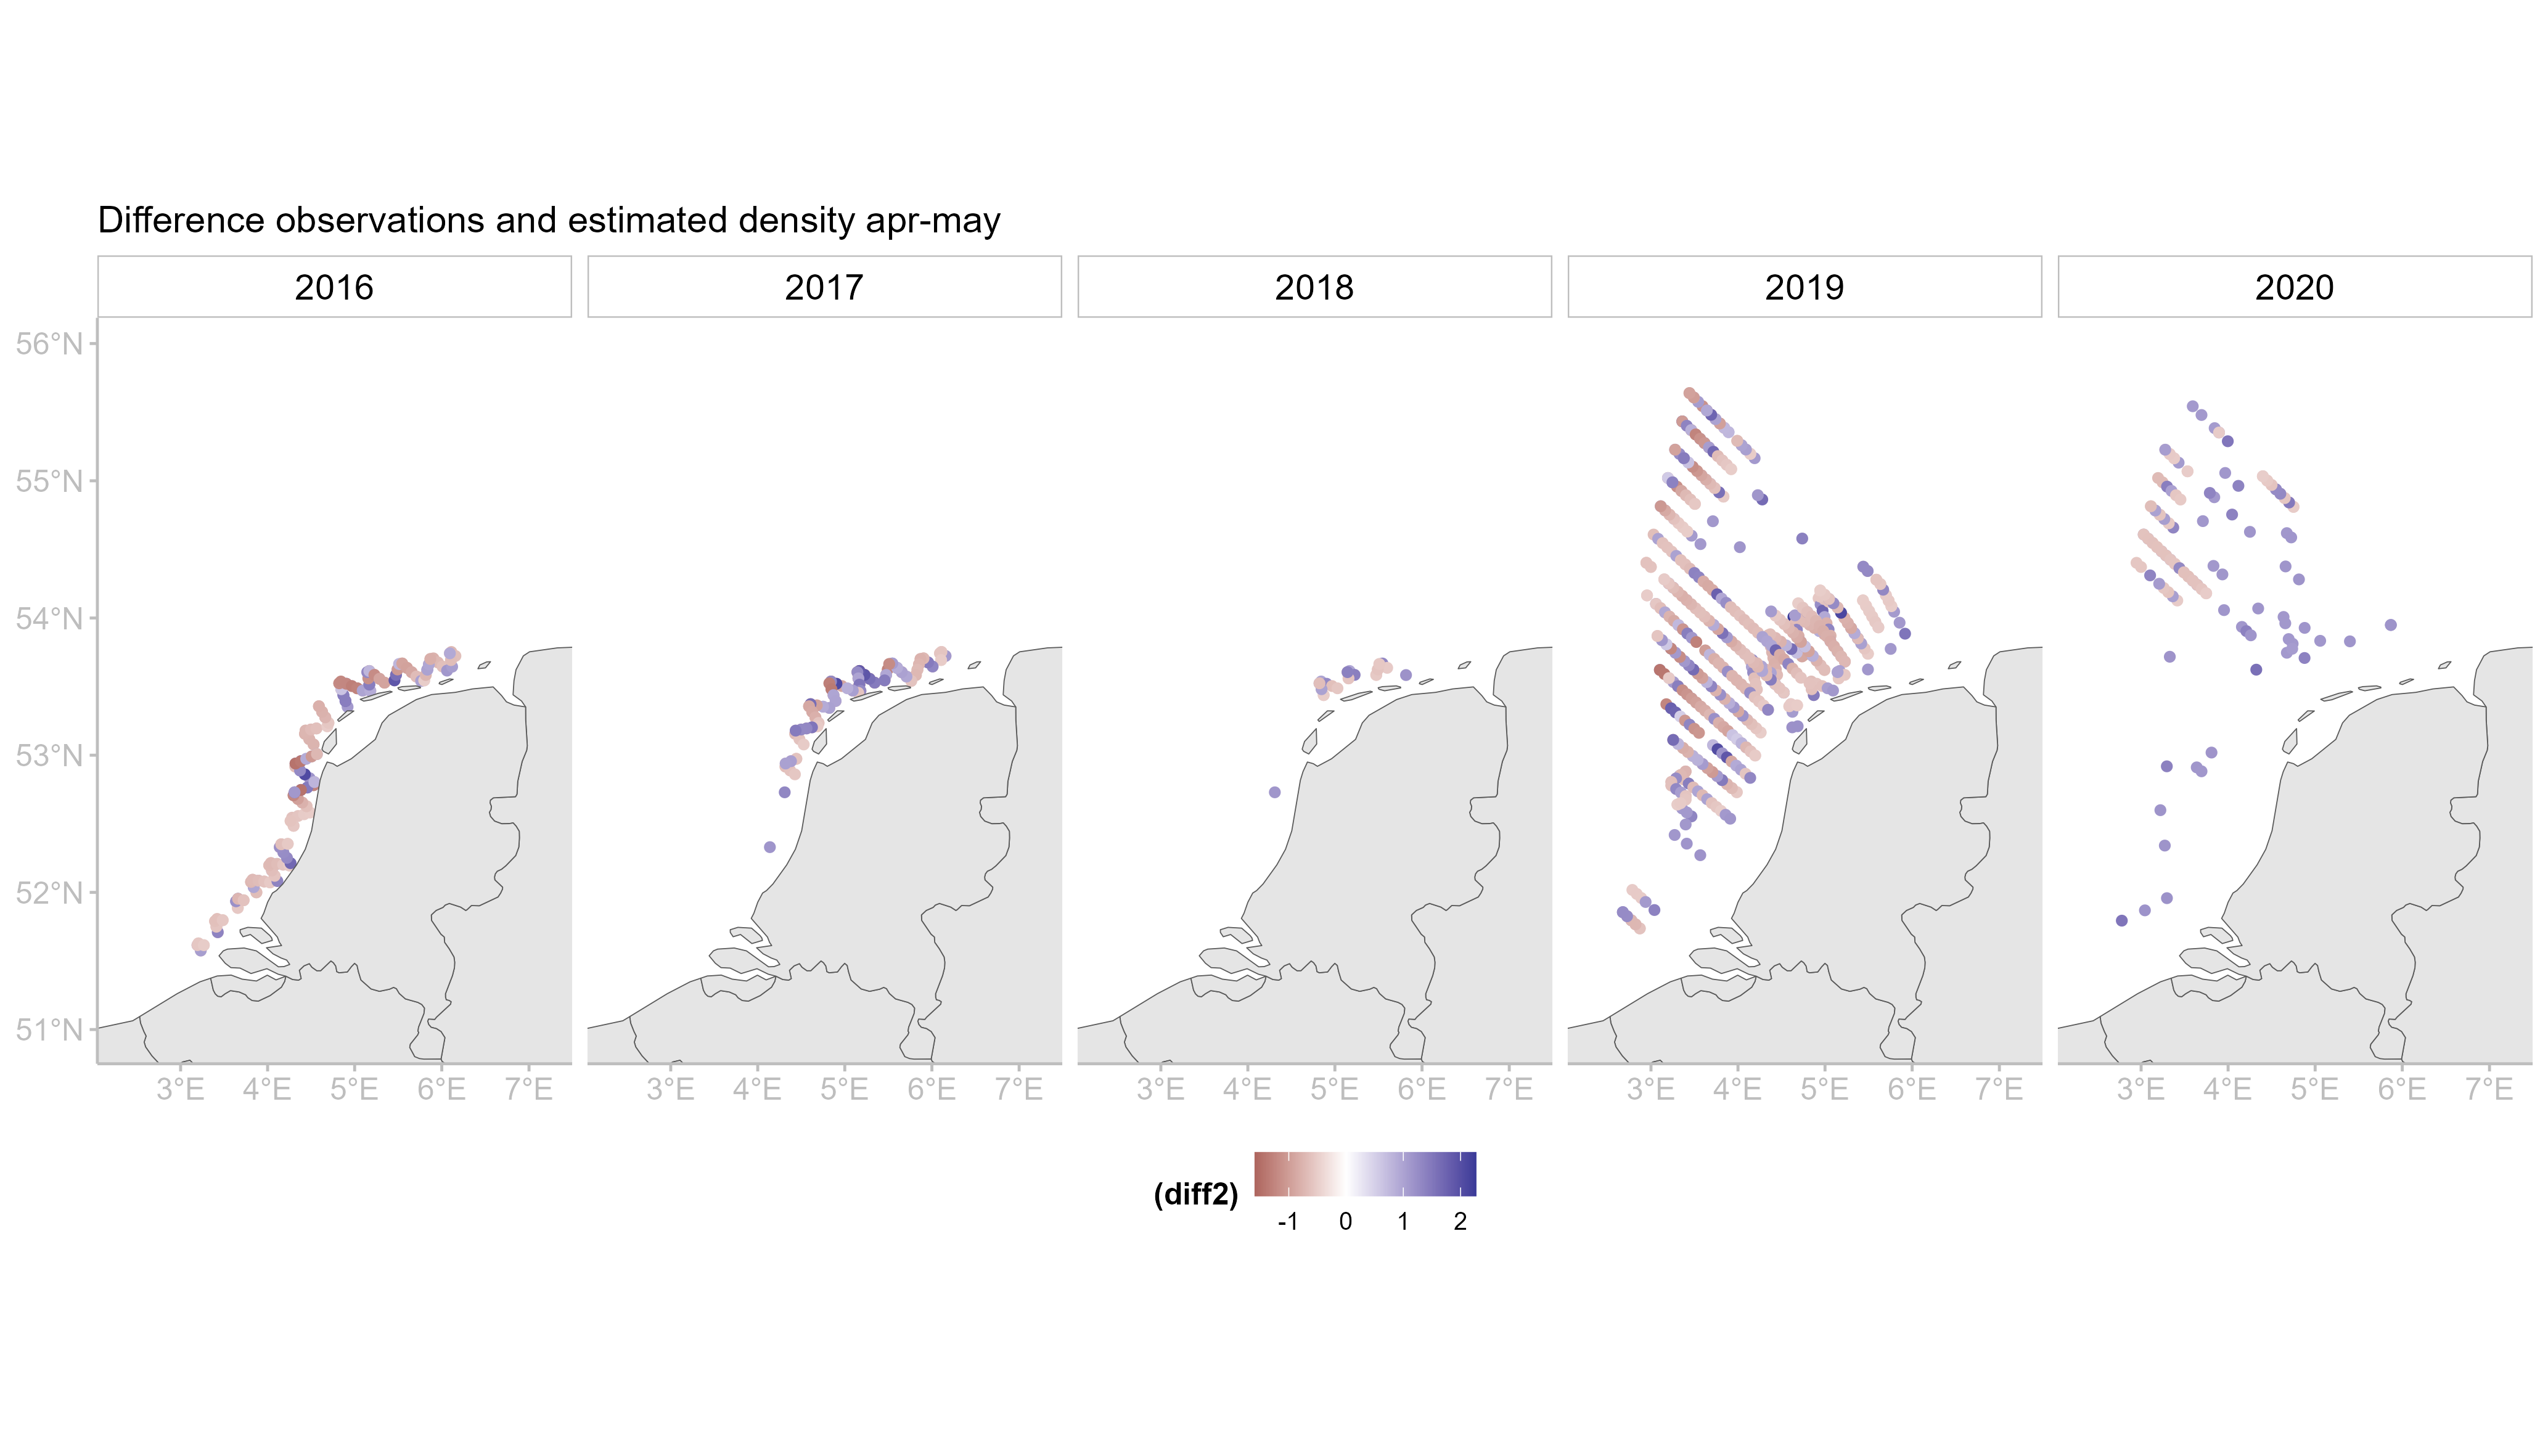 Difference observations and estimated density apr-may
2016 2017 2018 2019 2020
56°N
55°N
54°N
53°N
52°N
51°N
3°E 4°E 5°E 6°E 7°E 3°E 4°E 5°E 6°E 7°E 3°E 4°E 5°E 6°E 7°E 3°E 4°E 5°E 6°E 7°E 3°E 4°E 5°E 6°E 7°E
(diff2)
-1 0 1 2